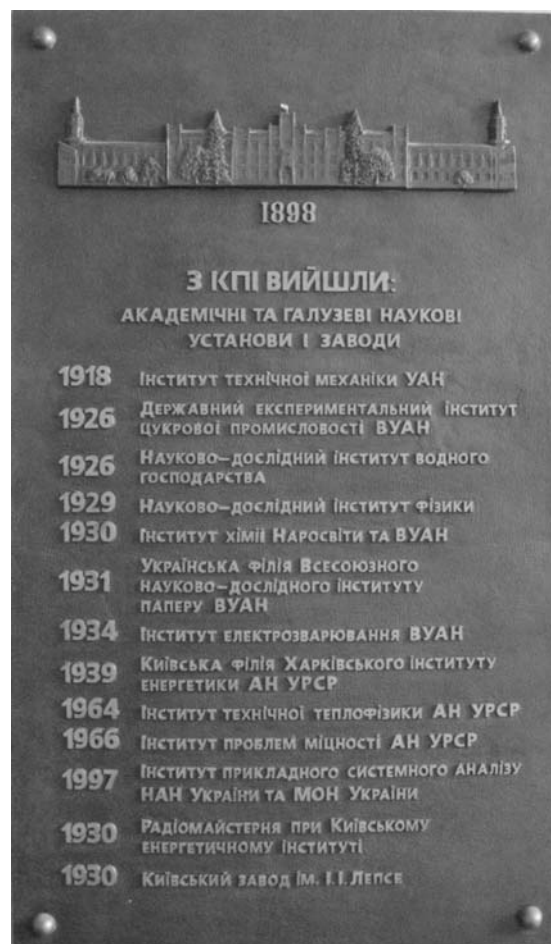 1898
З КПІ ВИЙШЛИ:
АКАДЕМІЧНІ ТА ГАЛУЗЕВІ НАУКОВІ
УСТАНОВИ І ЗАВОДИ
1918 ІНСТИТУТ ТЕХНІЧНОЇ МЕХАНІКИ УАН
1926 ДЕРЖАВНИЙ ЕКСПЕРИМЕНТАЛЬНИЙ ІНСТИТУТ
ЦУКРОВОЇ ПРОМИСЛОВОСТІ ВУАН
1926 НАУКОВО–ДОСЛІДНИЙ ІНСТИТУТ ВОДНОГО
ГОСПОДАРСТВА
1929 НАУКОВО–ДОСЛІДНИЙ ІНСТИТУТ ФІЗИКИ
1930 ІНСТИТУТ ХІМІЇ НАРОСВІТИ ТА ВУАН
1931 УКРАЇНСЬКА ФІЛІЯ ВСЕСОЮЗНОГО
НАУКОВО–ДОСЛІДНОГО ІНСТИТУТУ
ПАПЕРУ ВУАН
1934 ІНСТИТУТ ЕЛЕКТРОЗВАРЮВАННЯ ВУАН
1939 КИЇВСЬКА ФІЛІЯ ХАРКІВСЬКОГО ІНСТИТУТУ
ЕНЕРГЕТИКИ АН УРСР
1964 ІНСТИТУТ ТЕХНІЧНОЇ ТЕПЛОФІЗИКИ АН УРСР
1966 ІНСТИТУТ ПРОБЛЕМ МІЦНОСТІ АН УРСР
1997 ІНСТИТУТ ПРИКЛАДНОГО СИСТЕМНОГО АНАЛІЗУ
НАН УКРАЇНИ ТА МОН УКРАЇНИ
1930 РАДІОМАЙСТЕРНЯ ПРИ КИЇВСЬКОМУ
ЕНЕРГЕТИЧНОМУ ІНСТИТУТІ
1930 КИЇВСЬКИЙ ЗАВОД ІМ. І.І.ЛЕПСЕ